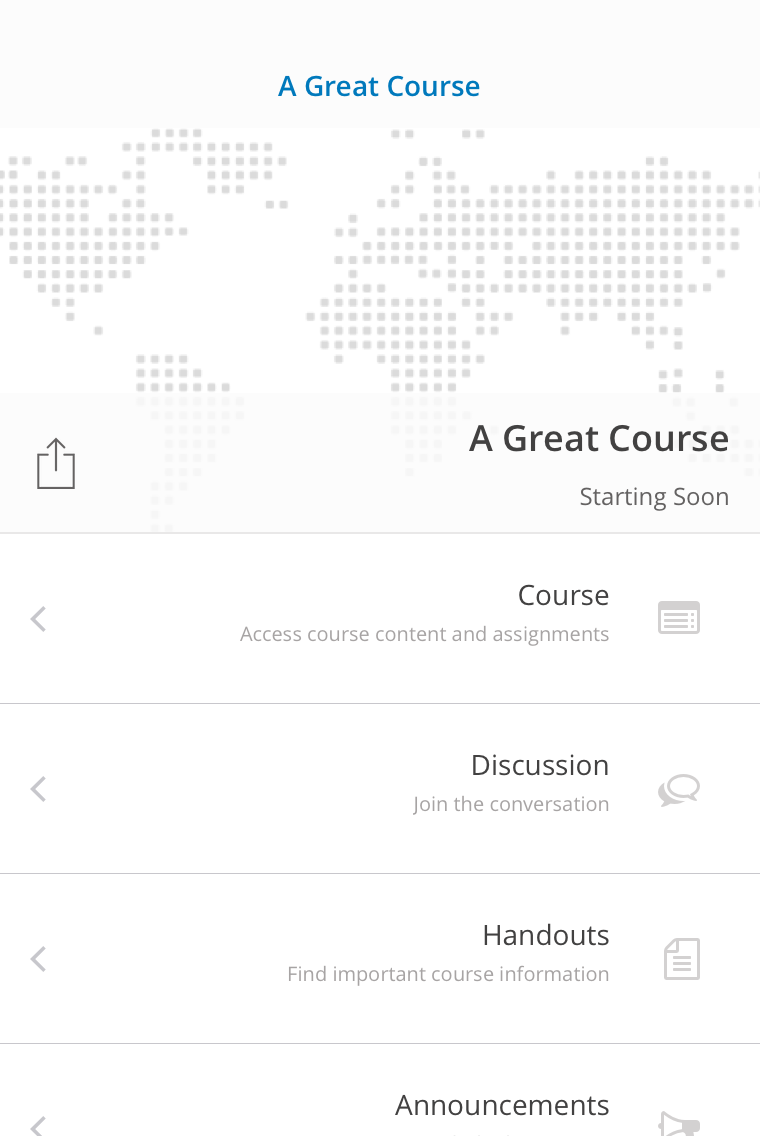 A Great Course
A Great Course
Starting Soon
Course
Access course content and assignments
Discussion
Join the conversation
Handouts
Find important course information
Announcements